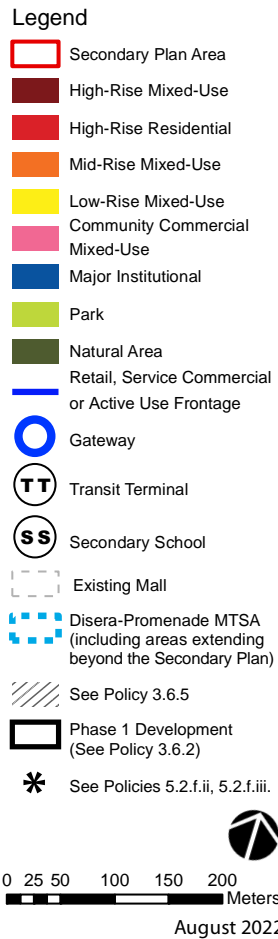 Legend
Secondary Plan Area
High-Rise Mixed-Use
High-Rise Residential
Mid-Rise Mixed-Use
Low-Rise Mixed-Use
Community Commercial
Mixed-Use
Major Institutional
Park
Natural Area
Retail, Service Commercial
or Active Use Frontage
Gateway
TT Transit Terminal
SS Secondary School
Existing Mall
Disera-Promenade MTSA
(including areas extending
beyond the Secondary Plan)
See Policy 3.6.5
Phase 1 Development
(See Policy 3.6.2)
* See Policies 5.2.f.ii, 5.2.f.iii.
0 25 50 100 150 200
Meters
August 2022